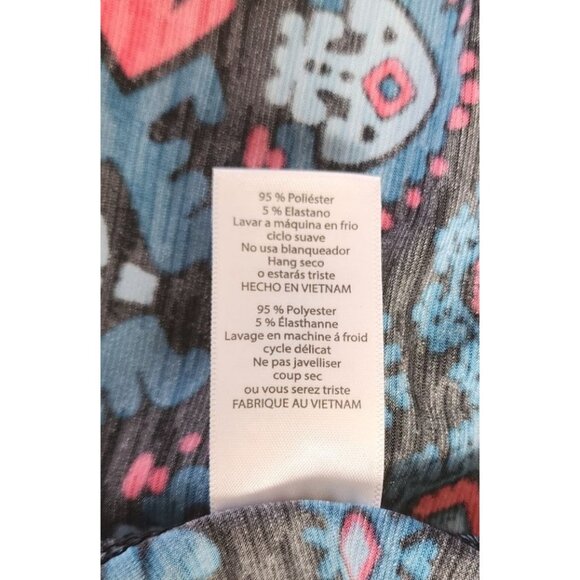 95 % Poliéster
5 % Elastano
Lavar a máquina en frio
ciclo suave
No usa blanqueador
Hang seco
o estarás triste
HECHO EN VIETNAM
95 % Polyester
5 % Élasthanne
Lavage en machine á froid
cycle délicat
Ne pas javelliser
coup sec
ou vous serez triste
FABRIQUE AU VIETNAM